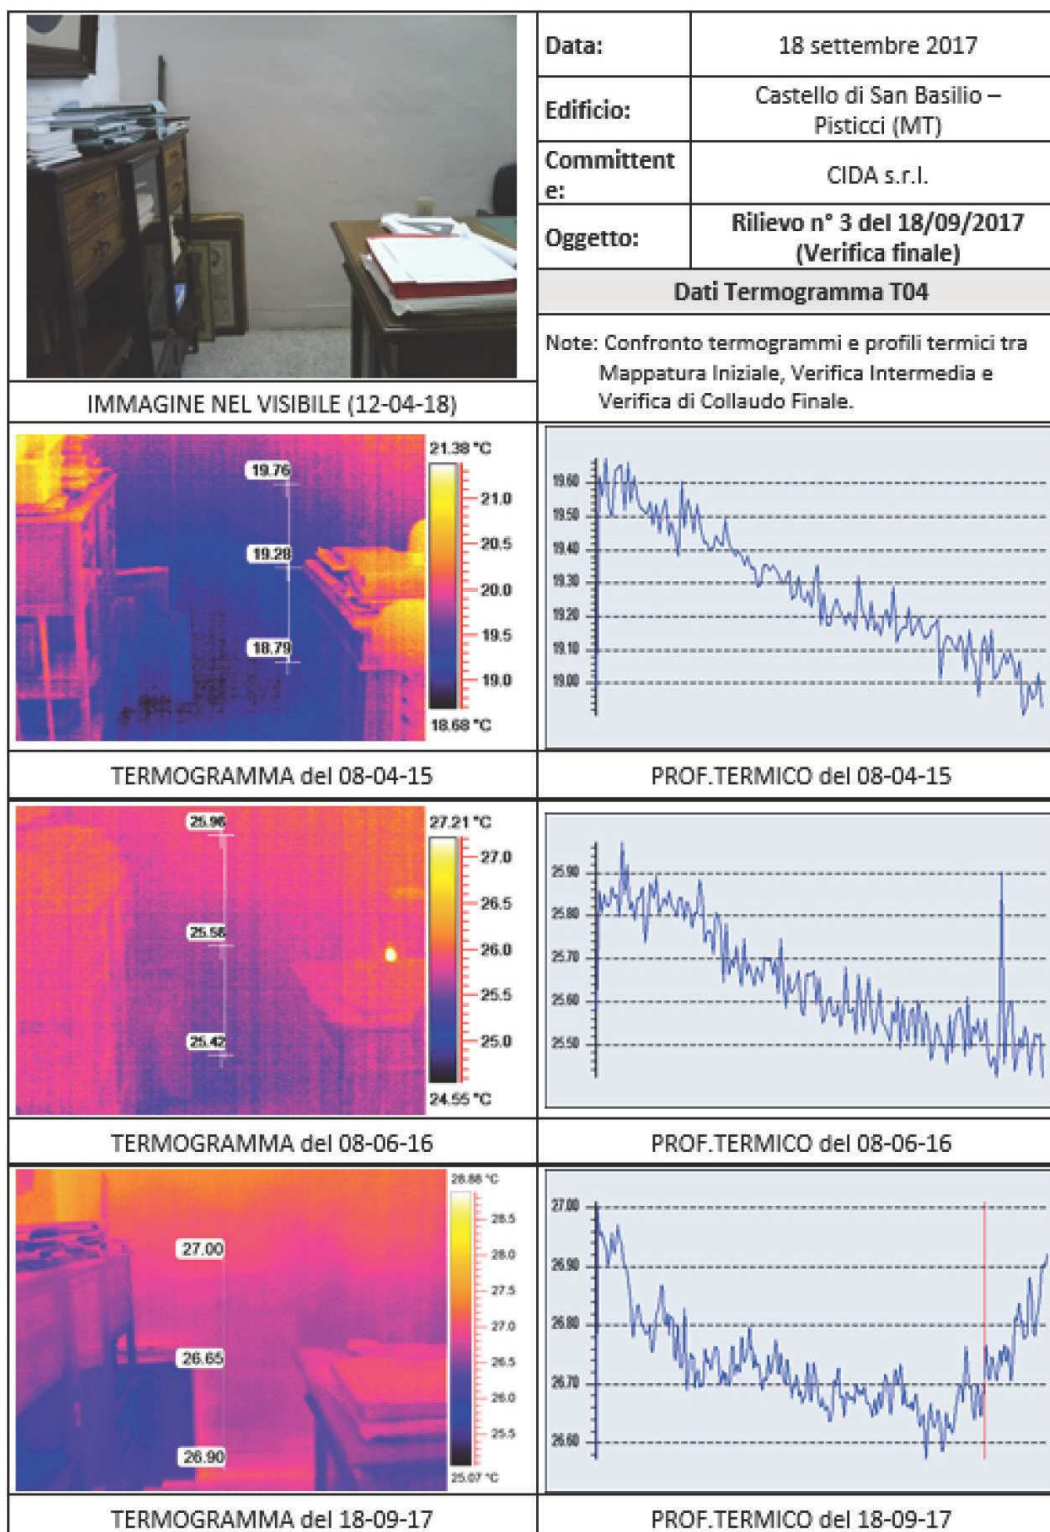 Data:
18 settembre 2017
Edificio:
Castello di San Basilio –
Pisticci (MT)
Committent
e:
CIDA s.r.l.
Oggetto:
Rilievo n° 3 del 18/09/2017
(Verifica finale)
Dati Termogramma T04
Note: Confronto termogrammi e profili termici tra
Mappatura Iniziale, Verifica Intermedia e
Verifica di Collaudo Finale.
IMMAGINE NEL VISIBILE (12-04-18)
19.76
19.28
18.79
21.38 °C
21.0
20.5
20.0
19.5
19.0
18.68 °C
19.60
19.50
19.40
19.30
19.20
19.10
19.00
TERMOGRAMMA del 08-04-15
PROF.TERMICO del 08-04-15
25.96
25.56
25.42
27.21 °C
27.0
26.5
26.0
25.5
25.0
24.55 °C
25.90
25.80
25.70
25.60
25.50
TERMOGRAMMA del 08-06-16
PROF.TERMICO del 08-06-16
27.00
26.65
26.90
28.88 °C
28.5
28.0
27.5
27.0
26.5
26.0
25.5
25.07 °C
27.00
26.90
26.80
26.70
26.60
TERMOGRAMMA del 18-09-17
PROF.TERMICO del 18-09-17